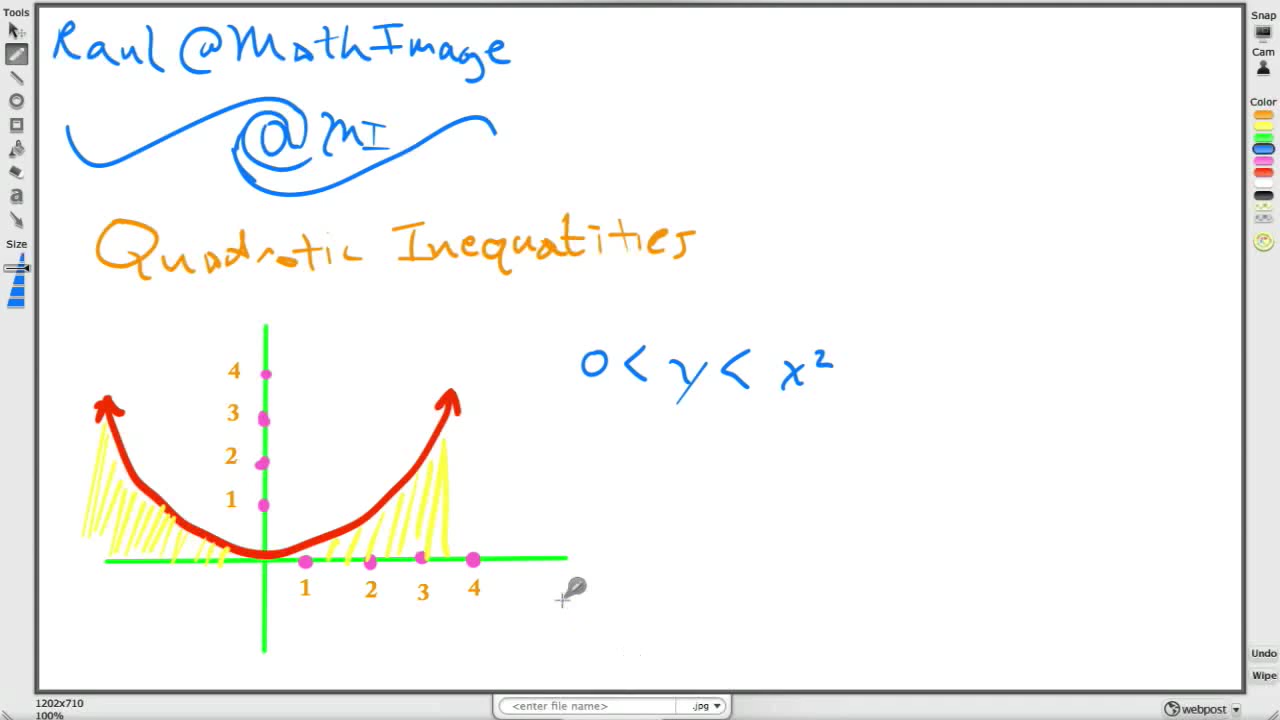 Tools
Snap
Raul @MathImage
Cam
@MI
Color
a
Quadratic Inequatities
Size
0 < y < x²
4
3
2
1
1 2 3 4
Undo
Wipe
1202x710
100%
<enter file name>
.jpg
webpost